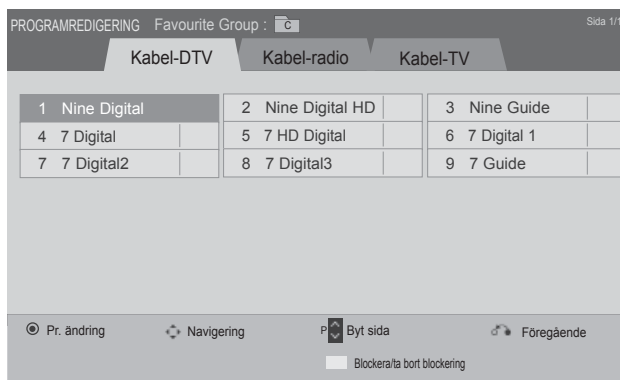 PROGRAMREDIGERING Favourite Group : C Sida 1/1
Kabel-DTV Kabel-radio Kabel-TV
1 Nine Digital 2 Nine Digital HD 3 Nine Guide
4 7 Digital 5 7 HD Digital 6 7 Digital 1
7 7 Digital2 8 7 Digital3 9 7 Guide
Pr. ändring Navigering P Byt sida Föregående
Blockera/ta bort blockering